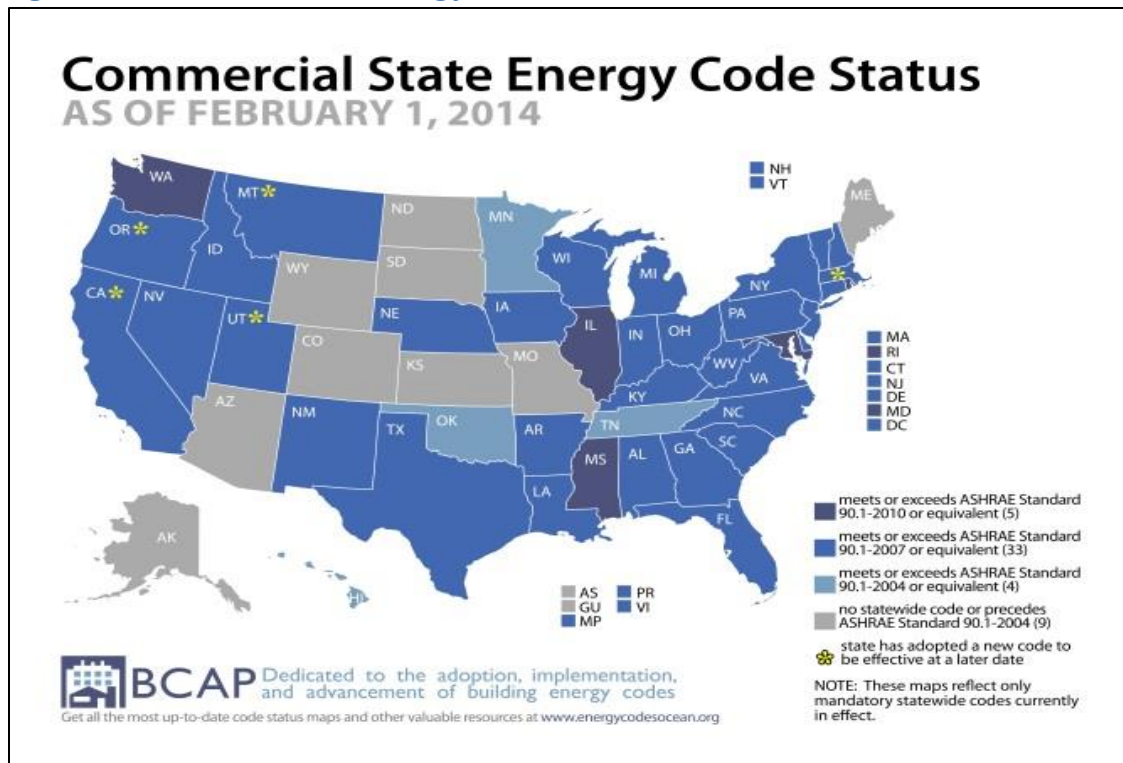 Commercial State Energy Code Status
AS OF FEBRUARY 1, 2014
NH
VT
WA
MT
ND
MN
ME
OR
ID
SD
WY
WI
MI
NY
CA
NV
UT
NE
IA
IL
IN
OH
PA
CO
KS
MO
KY
WV
VA
MA
RI
CT
NJ
DE
MD
DC
AZ
NM
TX
OK
AR
TN
NC
SC
MS
AL
GA
LA
FL
AK
HI
AS
GU
MP
PR
VI
meets or exceeds ASHRAE Standard
90.1-2010 or equivalent (5)
meets or exceeds ASHRAE Standard
90.1-2007 or equivalent (33)
meets or exceeds ASHRAE Standard
90.1-2004 or equivalent (4)
no statewide code or precedes
ASHRAE Standard 90.1-2004 (9)
state has adopted a new code to
be effective at a later date
NOTE: These maps reflect only
mandatory statewide codes currently
in effect.
BCAP Dedicated to the adoption, implementation,
and advancement of building energy codes
Get all the most up-to-date code status maps and other valuable resources at www.energycodesocean.org